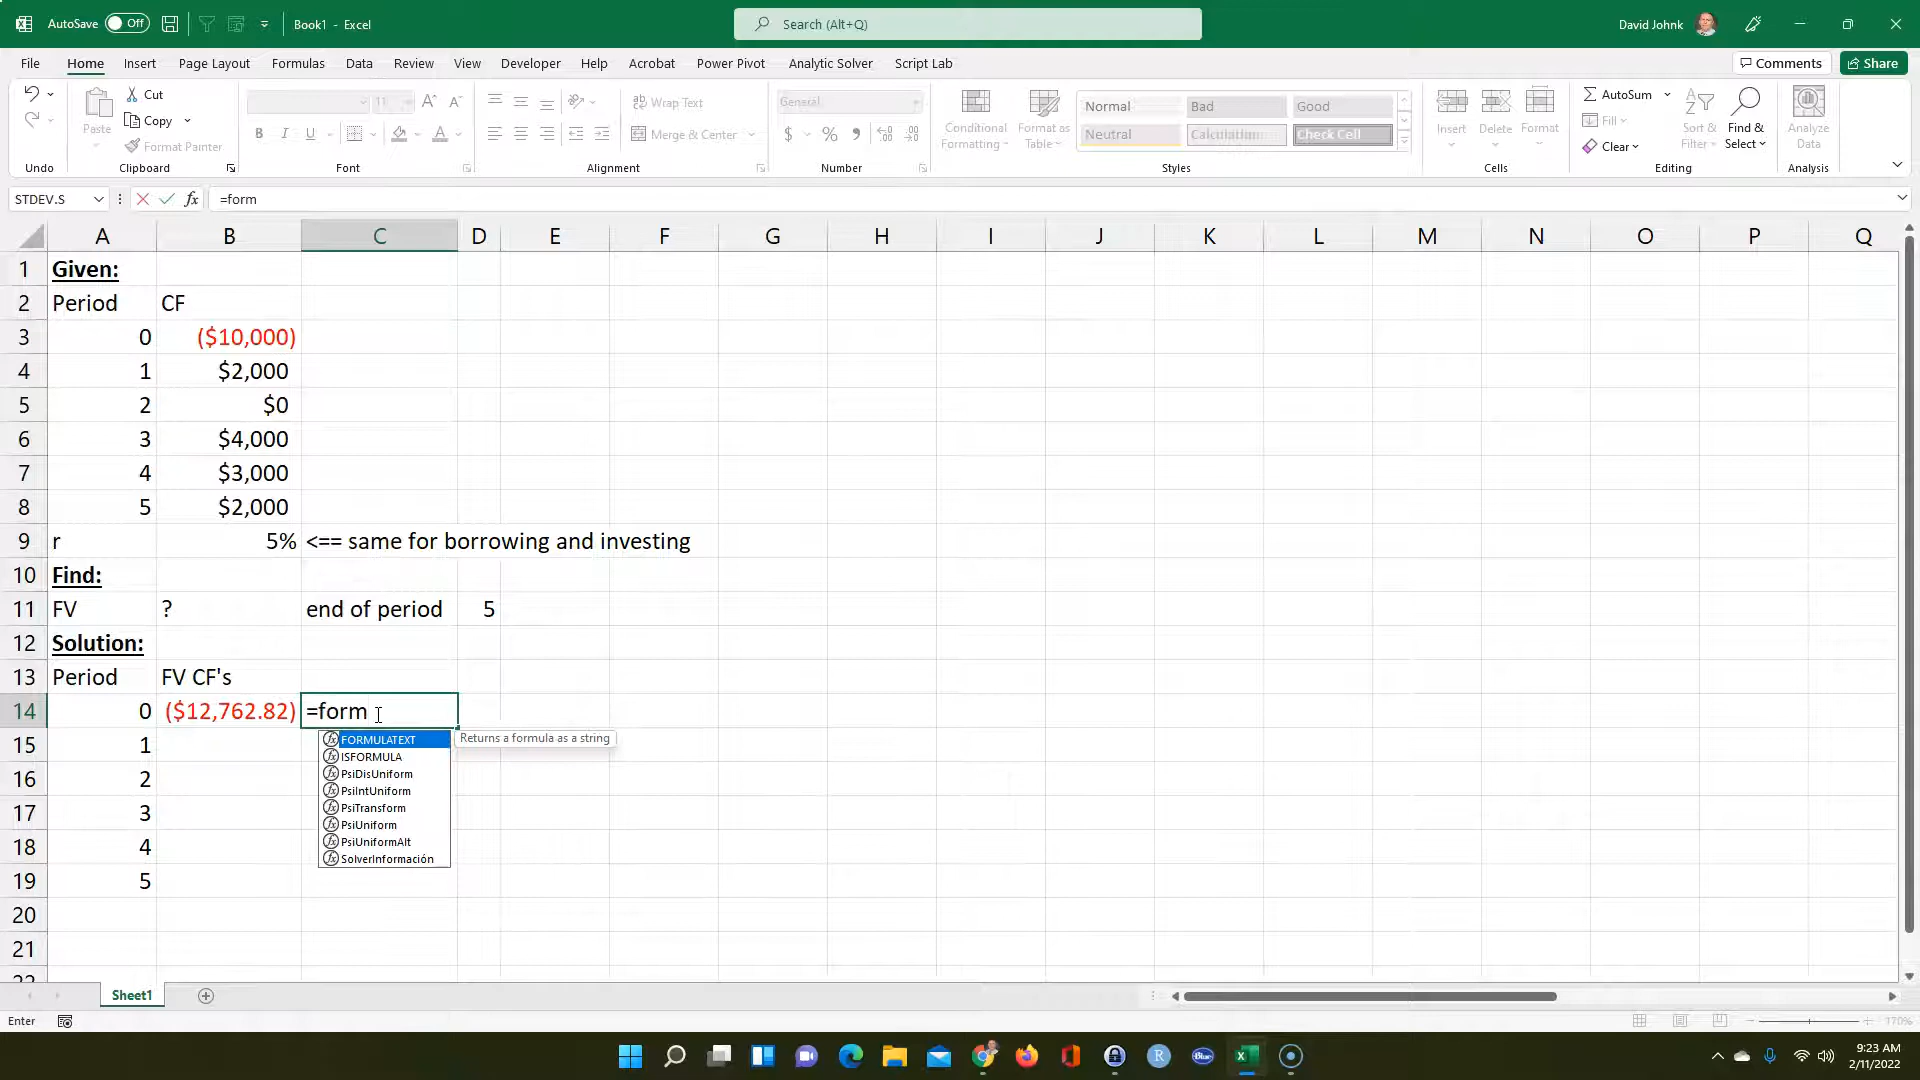 AutoSave Off Book1 - Excel Search (Alt+Q) David Johnk
File Home Insert Page Layout Formulas Data Review View Developer Help Acrobat Power Pivot Analytic Solver Script Lab Comments Share
Cut 11 Wrap Text General Normal Bad Good AutoSum
Paste Copy Conditional Formatting Format as Table Insert Delete Format Fill Sort & Filter Find & Select Analyze Data
Format Painter B I U Merge & Center $ % Neutral Calculation Check Cell Clear
Undo Clipboard Font Alignment Number Styles Cells Editing Analysis
STDEV.S fx =form
A B C D E F G H I J K L M N O P Q
1 Given:
2 Period CF
3 0 ($10,000)
4 1 $2,000
5 2 $0
6 3 $4,000
7 4 $3,000
8 5 $2,000
9 r 5% <== same for borrowing and investing
10 Find:
11 FV ? end of period 5
12 Solution:
13 Period FV CF's
14 0 ($12,762.82) =form
FORMULATEXT Returns a formula as a string
15 1 ISFORMULA
PsiDisUniform
16 2 PsiIntUniform
17 3 PsiTransform
PsiUniform
18 4 PsiUniformAlt
SolverInformación
19 5
20
21
22
Sheet1
Enter 170%
9:23 AM
2/11/2022